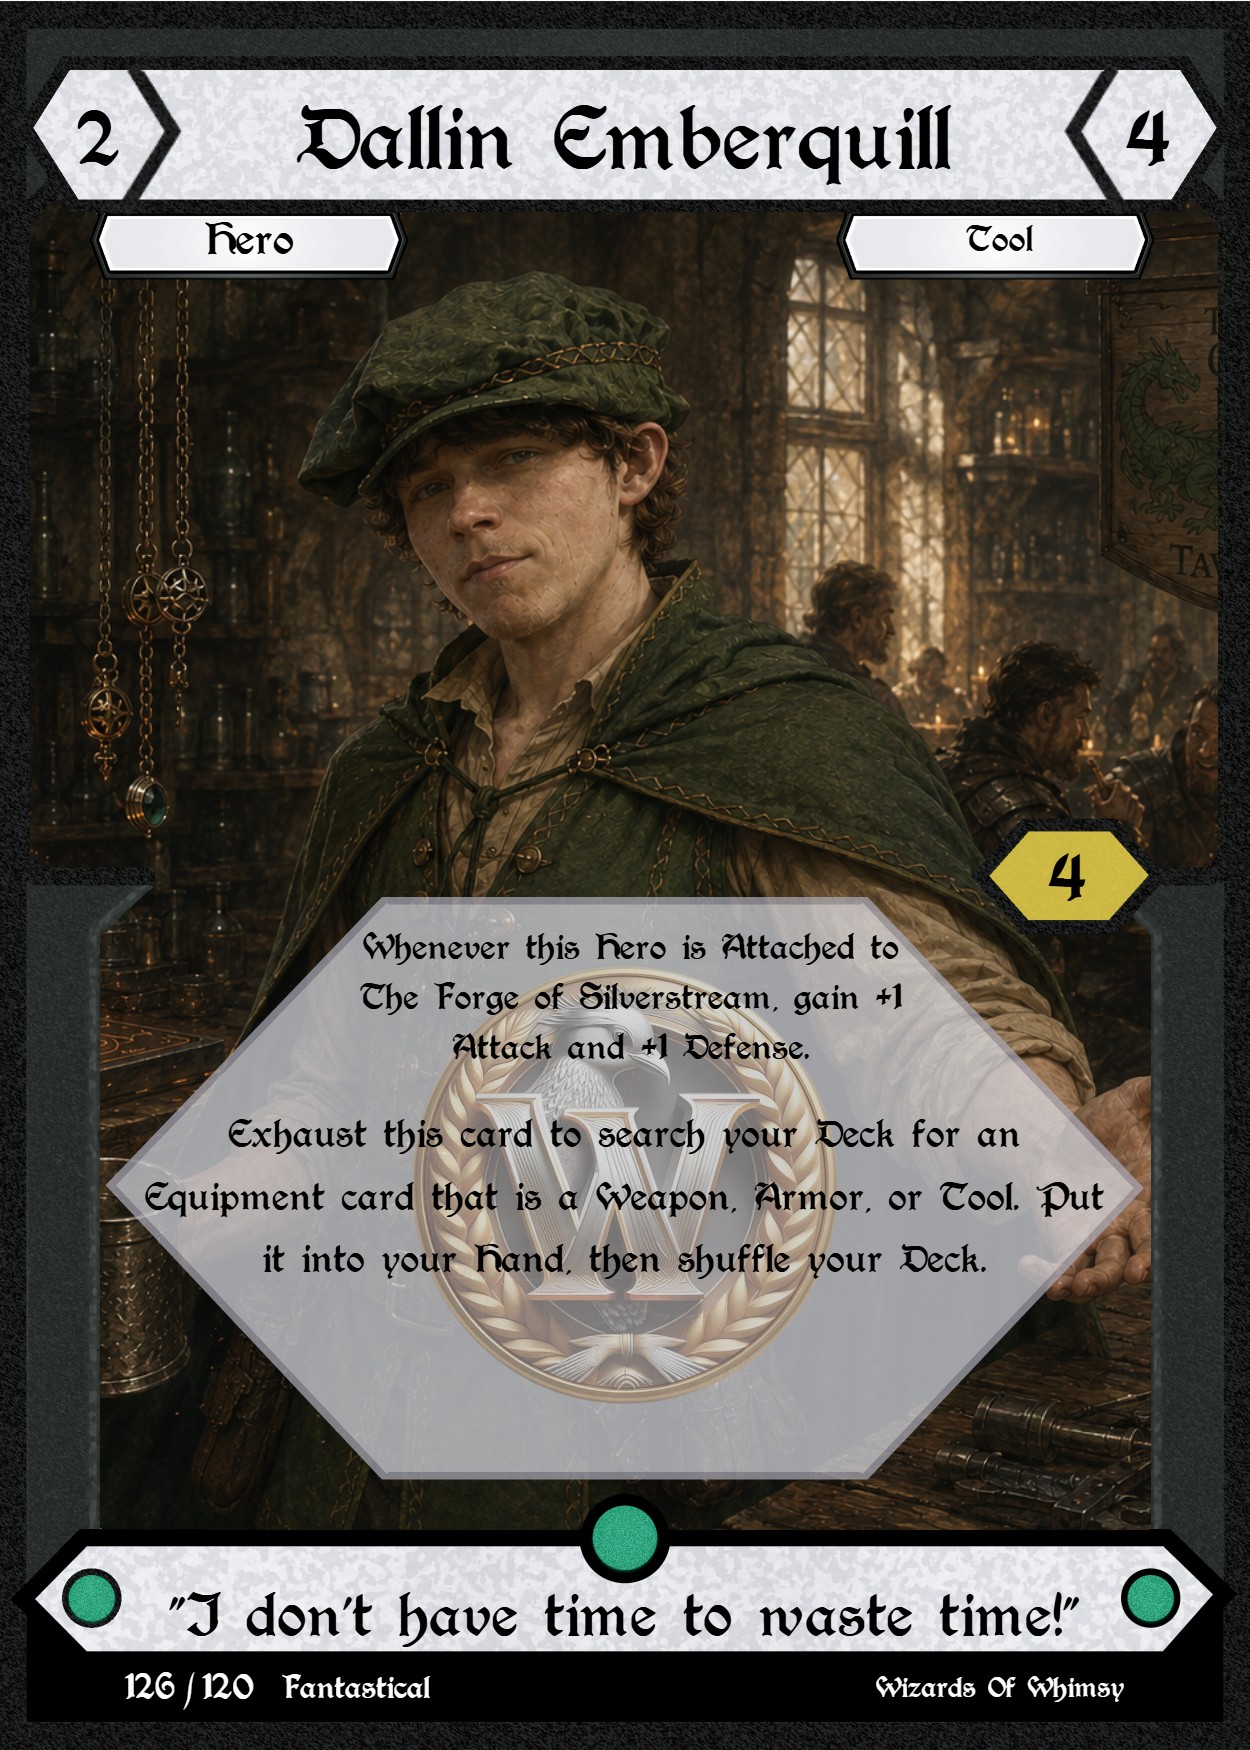 2
Dallin Emberquill
4
Hero
Tool
4
Whenever this Hero is Attached to
The Forge of Silverstream, gain +1
Attack and +1 Defense.
Exhaust this card to search your Deck for an
Equipment card that is a Weapon, Armor, or Tool. Put
it into your Hand, then shuffle your Deck.
W
"I don't have time to waste time!"
126 / 120 Fantastical
Wizards Of Whimsy